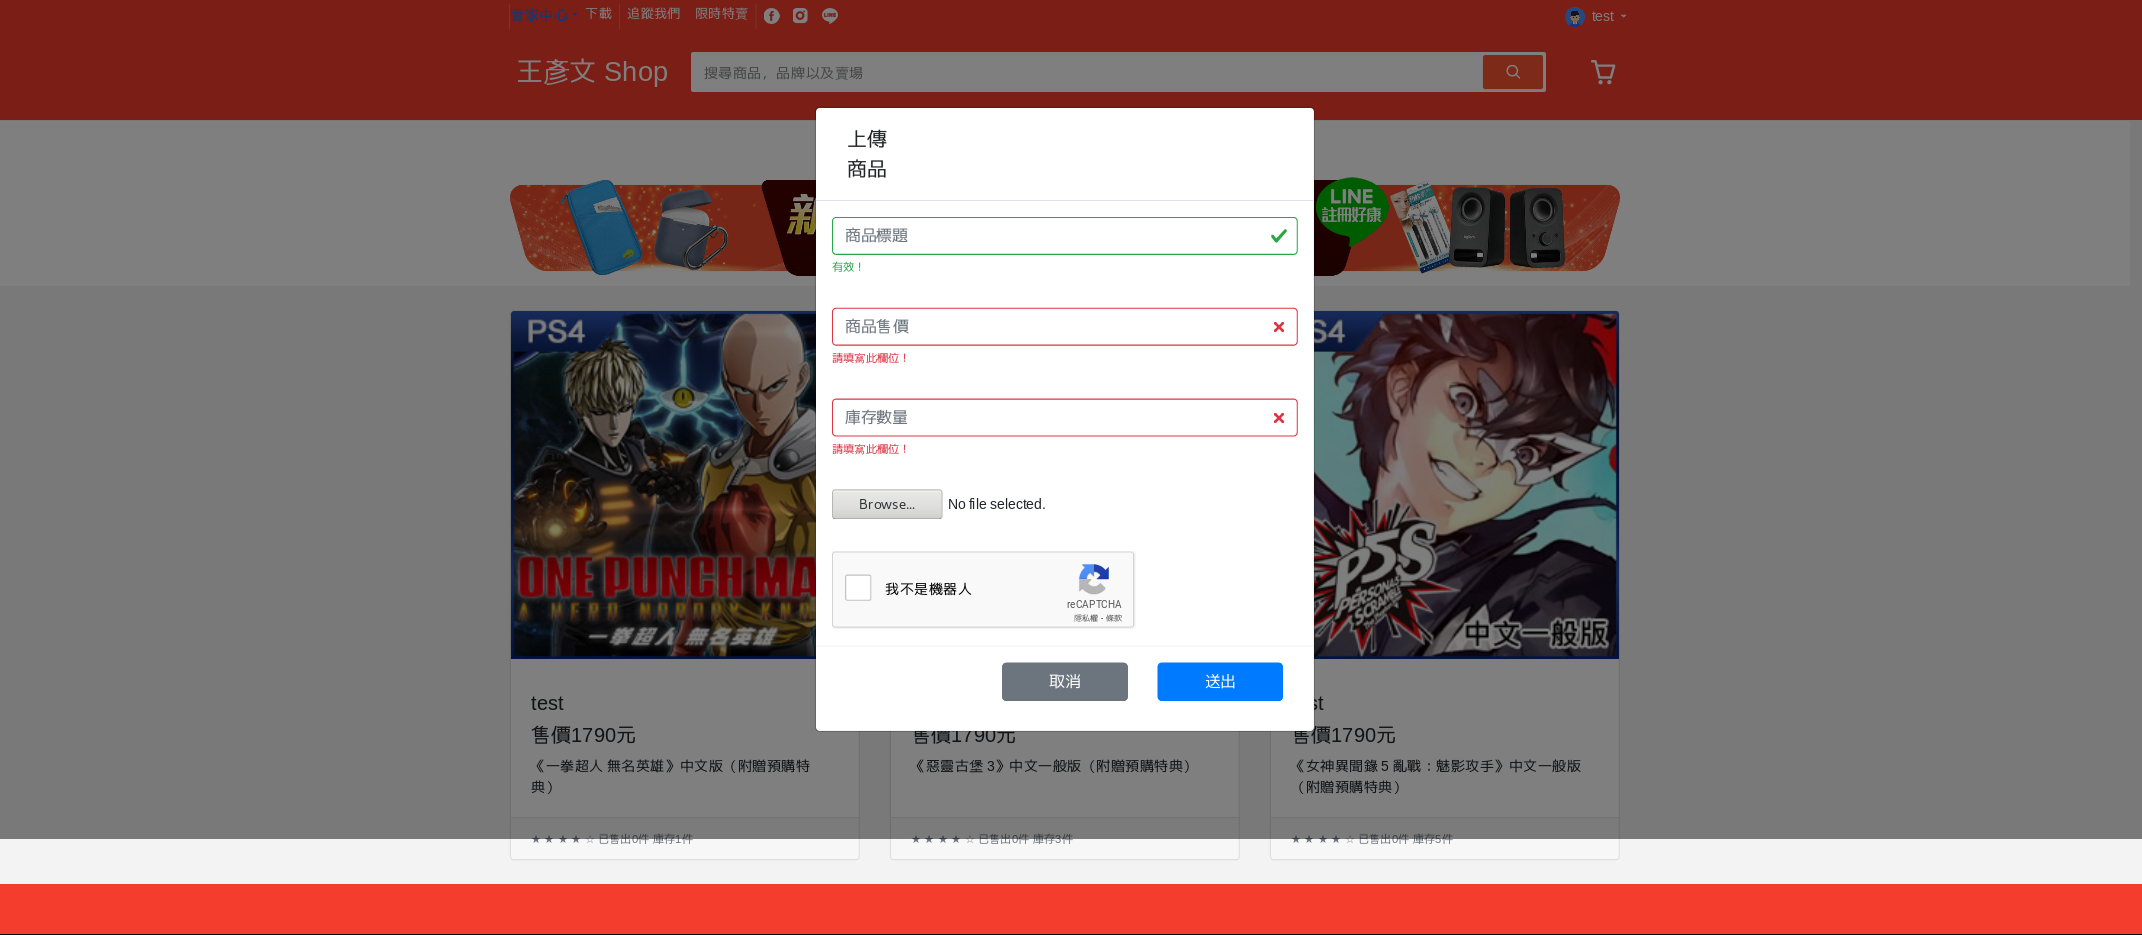 賣家中心 下載 追蹤我們 限時特賣 test
王彥文 Shop 搜尋商品，品牌以及賣場
上傳
商品
新
LINE
註冊好康
商品標題
有效！
商品售價
請填寫此欄位！
庫存數量
請填寫此欄位！
Browse... No file selected.
我不是機器人
reCAPTCHA
隱私權 - 條款
取消 送出
PS4
ONE PUNCH MA
A HERO NOBODY KNO
一拳超人 無名英雄
S4
P5S
PERSONA5
SCRAMBLE
中文一般版
test
售價1790元
《一拳超人 無名英雄》中文版（附贈預購特
典）
★ ★ ★ ★ ☆ 已售出0件 庫存1件
售價1790元
《惡靈古堡 3》中文一般版（附贈預購特典）
★ ★ ★ ★ ☆ 已售出0件 庫存3件
st
售價1790元
《女神異聞錄 5 亂戰：魅影攻手》中文一般版
（附贈預購特典）
★ ★ ★ ★ ☆ 已售出0件 庫存5件